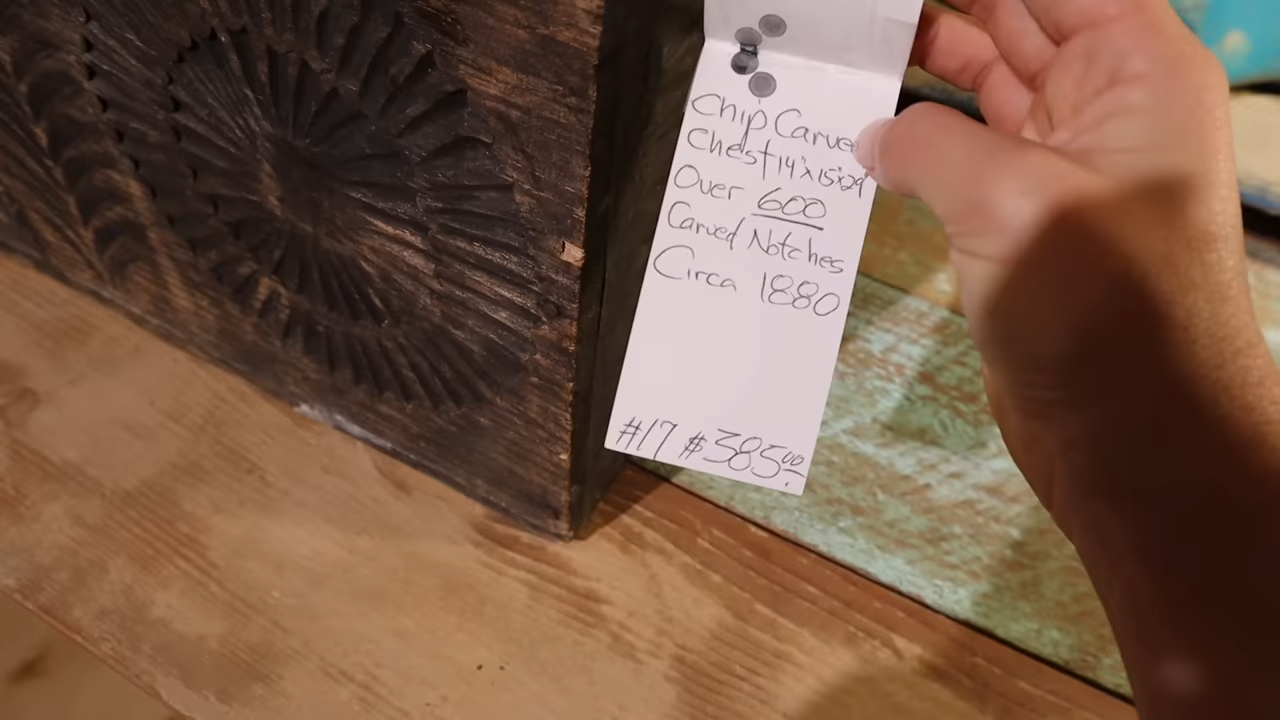 Chip Carved
Chest 14"x15"x29"
Over 600
Carved Notches
Circa 1880
#17 $385.00